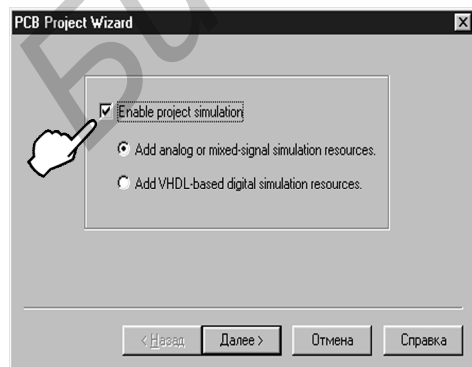 PCB Project Wizard
Enable project simulation
Add analog or mixed-signal simulation resources.
Add VHDL-based digital simulation resources.
< Назад
Далее >
Отмена
Справка